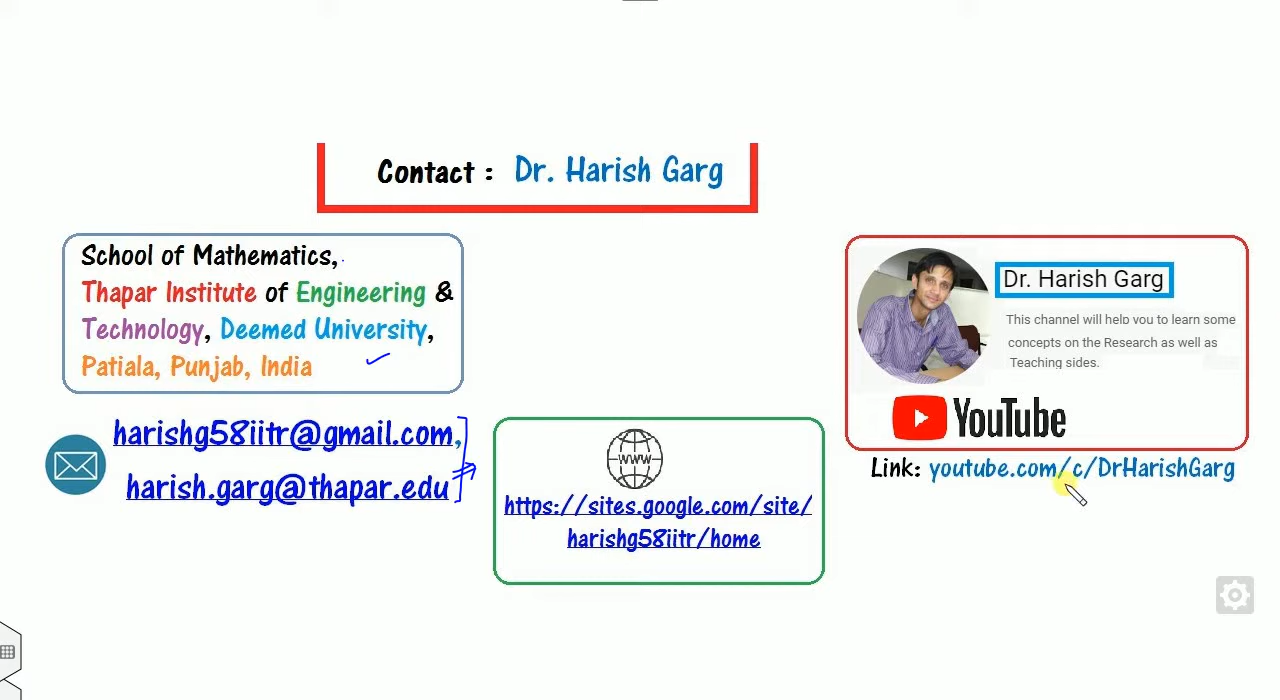 Contact : Dr. Harish Garg
School of Mathematics,
Thapar Institute of Engineering &
Technology, Deemed University,
Patiala, Punjab, India
harishg58iitr@gmail.com,
harish.garg@thapar.edu
WWW
https://sites.google.com/site/
harishg58iitr/home
Dr. Harish Garg
This channel will help you to learn some
concepts on the Research as well as
Teaching sides.
YouTube
Link: youtube.com/c/DrHarishGarg